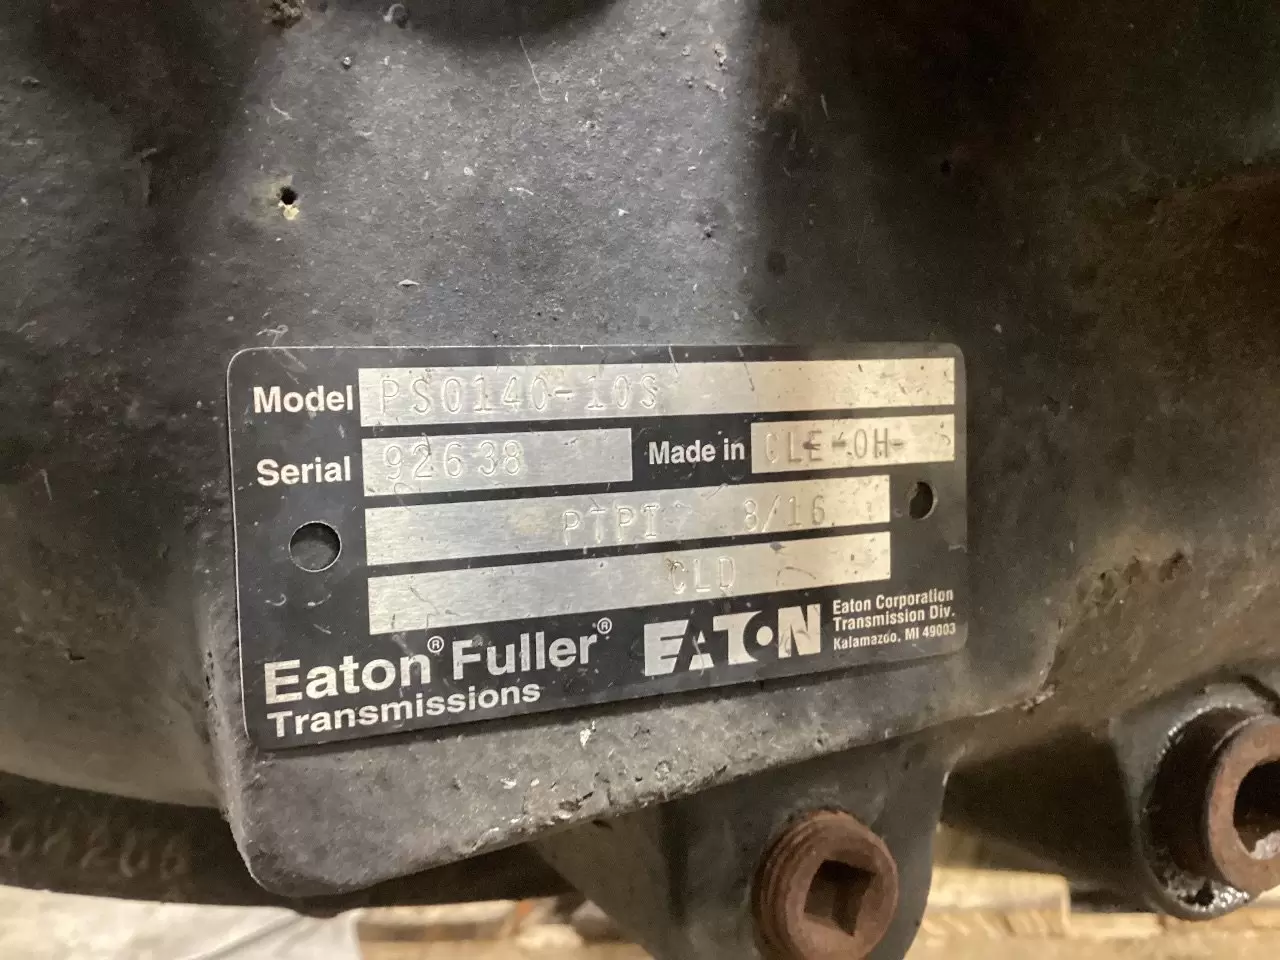 Model PSO140-10S
Serial 92638 Made in CLE-OH-
PTPI 8/16
CLD
Eaton® Fuller®
Transmissions
EATON
Eaton Corporation
Transmission Div.
Kalamazoo, MI 49003